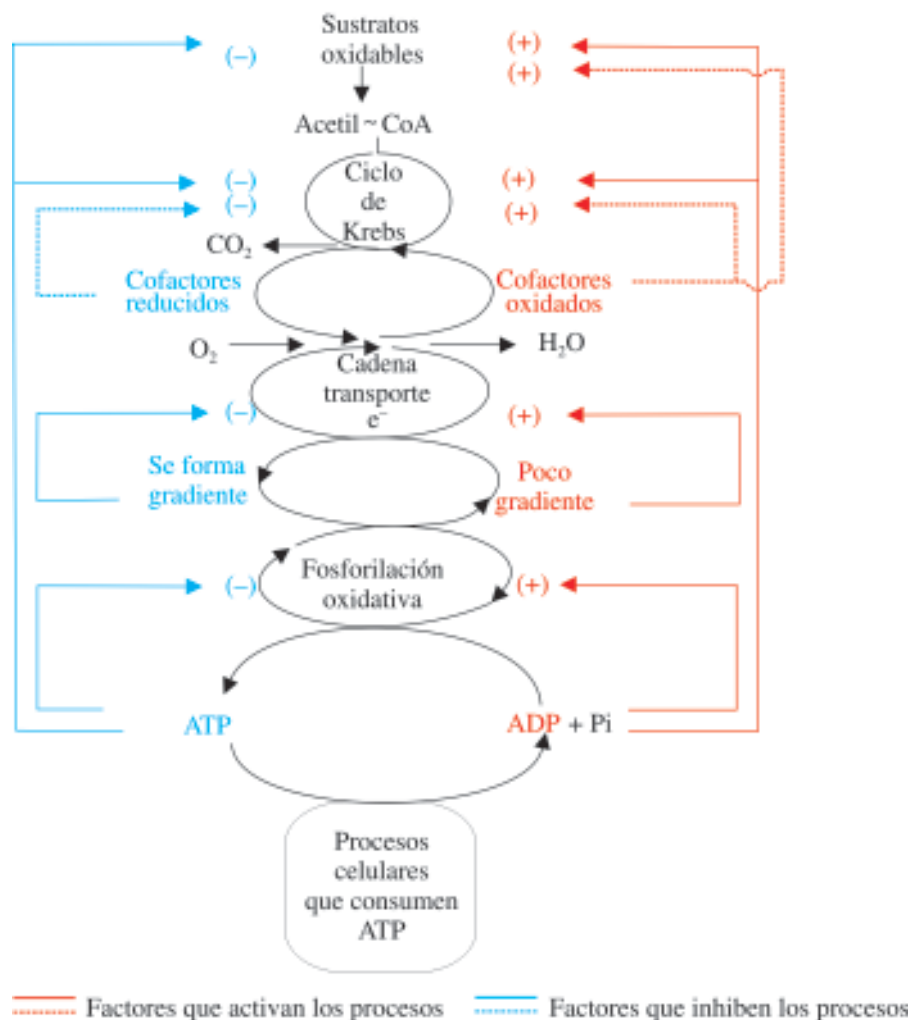 Sustratos
oxidables
(–)
(+)
(+)
Acetil ~ CoA
(–)
(–)
Ciclo
de
Krebs
(+)
(+)
CO₂
Cofactores
reducidos
Cofactores
oxidados
O₂
H₂O
Cadena
transporte
e⁻
(–)
(+)
Se forma
gradiente
Poco
gradiente
(–)
Fosforilación
oxidativa
(+)
ATP
ADP + Pi
Procesos
celulares
que consumen
ATP
Factores que activan los procesos
Factores que inhiben los procesos